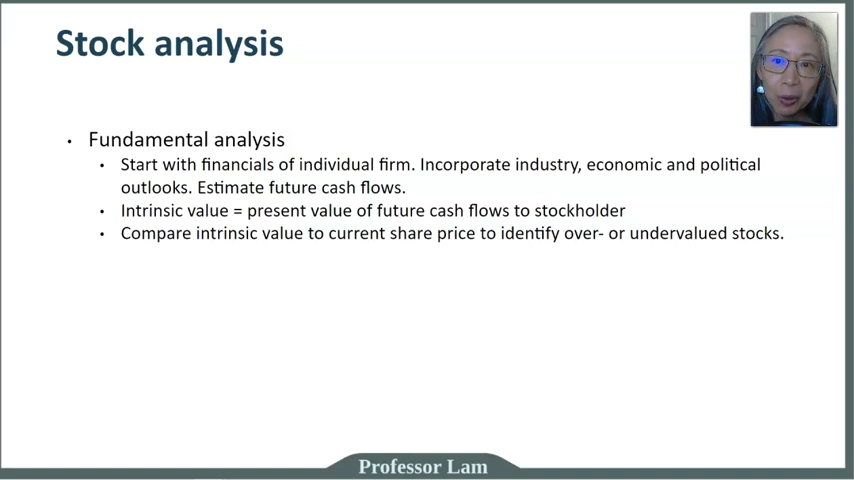 Stock analysis
• Fundamental analysis
• Start with financials of individual firm. Incorporate industry, economic and political
outlooks. Estimate future cash flows.
• Intrinsic value = present value of future cash flows to stockholder
• Compare intrinsic value to current share price to identify over- or undervalued stocks.
Professor Lam